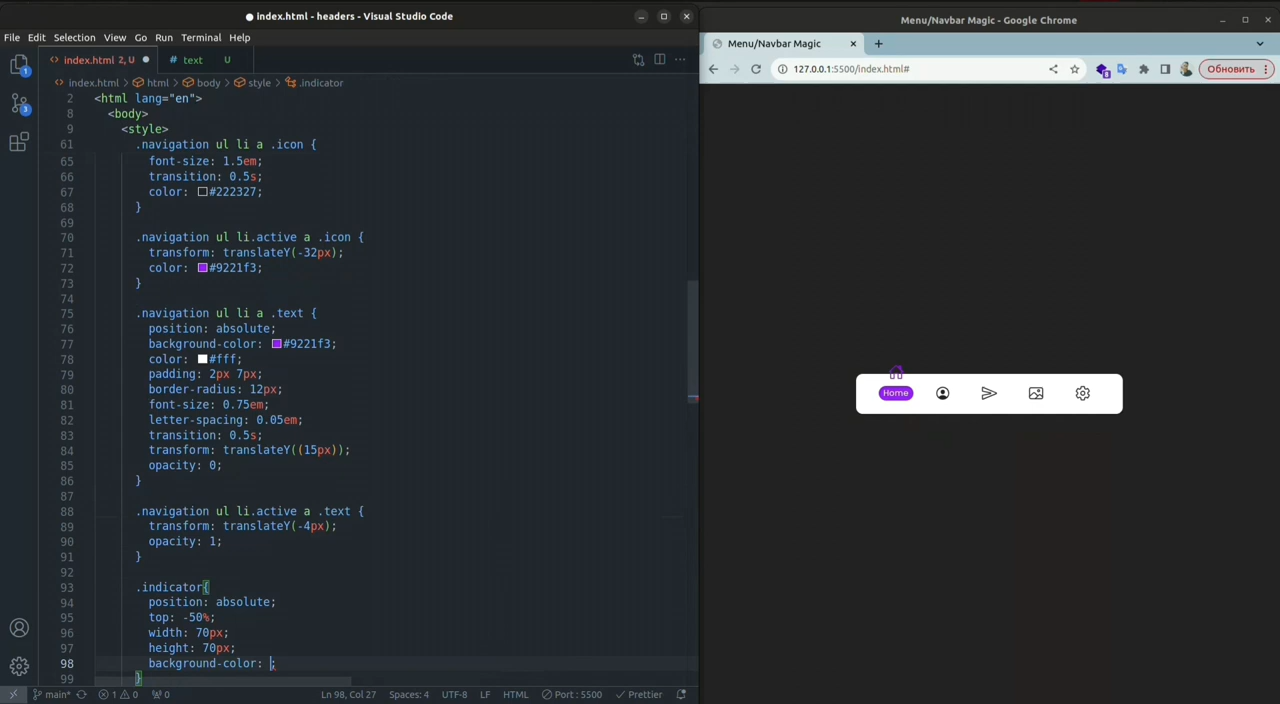 index.html - headers - Visual Studio Code
File Edit Selection View Go Run Terminal Help
index.html 2, U
text U
index.html > html > body > style > .indicator
2 <html lang="en">
8 <body>
9 <style>
61 .navigation ul li a .icon {
65 font-size: 1.5em;
66 transition: 0.5s;
67 color: #222327;
68 }
69
70 .navigation ul li.active a .icon {
71 transform: translateY(-32px);
72 color: #9221f3;
73 }
74
75 .navigation ul li a .text {
76 position: absolute;
77 background-color: #9221f3;
78 color: #fff;
79 padding: 2px 7px;
80 border-radius: 12px;
81 font-size: 0.75em;
82 letter-spacing: 0.05em;
83 transition: 0.5s;
84 transform: translateY((15px));
85 opacity: 0;
86 }
87
88 .navigation ul li.active a .text {
89 transform: translateY(-4px);
90 opacity: 1;
91 }
92
93 .indicator{
94 position: absolute;
95 top: -50%;
96 width: 70px;
97 height: 70px;
98 background-color: ;
99 }
1
3
main* 1 0 0 Ln 98, Col 27 Spaces: 4 UTF-8 LF HTML Port : 5500 Prettier
Menu/Navbar Magic - Google Chrome
Menu/Navbar Magic
127.0.0.1:5500/index.html#
Обновить
Home